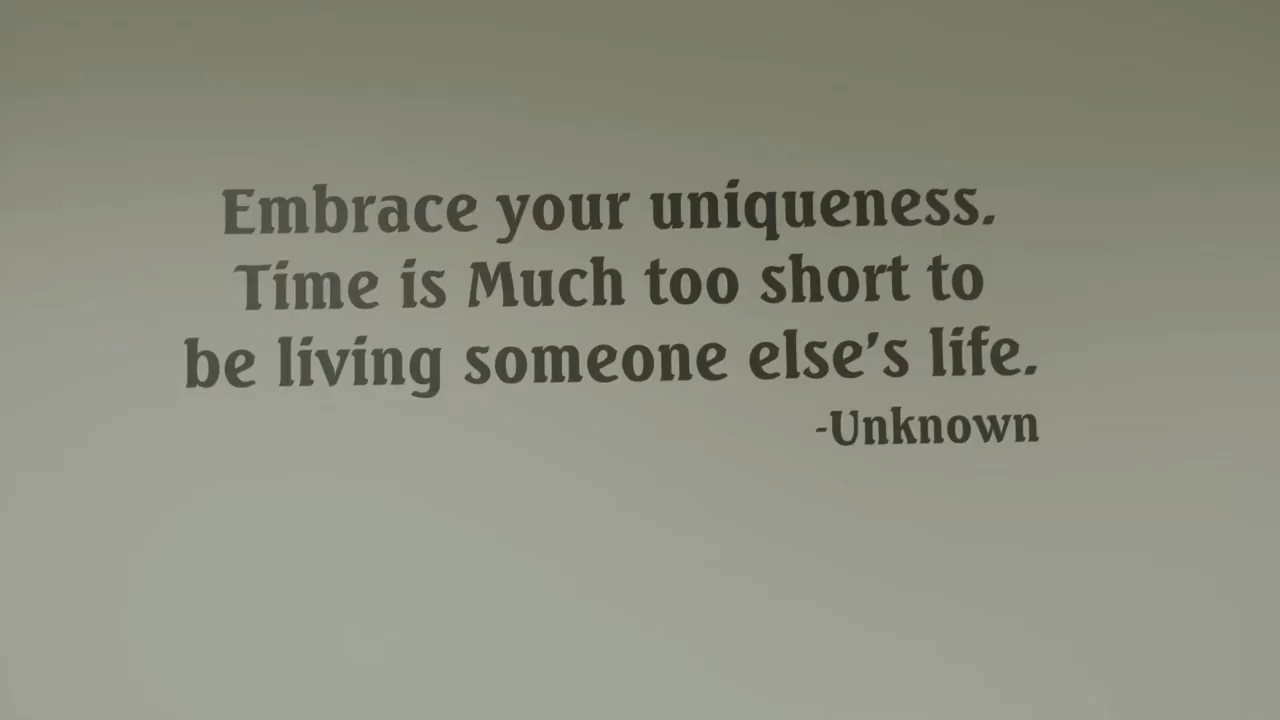 Embrace your uniqueness.
Time is Much too short to
be living someone else's life.
-Unknown